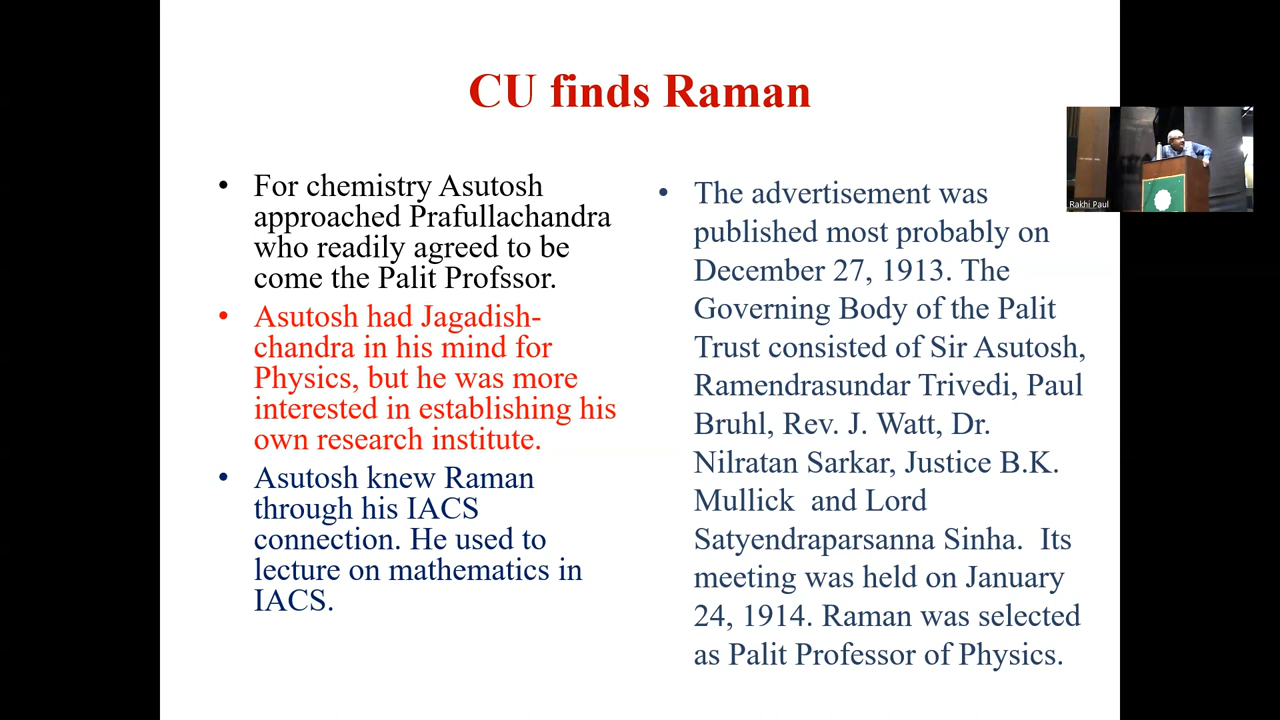 CU finds Raman
• For chemistry Asutosh
approached Prafullachandra
who readily agreed to be
come the Palit Profssor.
• Asutosh had Jagadish-
chandra in his mind for
Physics, but he was more
interested in establishing his
own research institute.
• Asutosh knew Raman
through his IACS
connection. He used to
lecture on mathematics in
IACS.
• The advertisement was
published most probably on
December 27, 1913. The
Governing Body of the Palit
Trust consisted of Sir Asutosh,
Ramendrasundar Trivedi, Paul
Bruhl, Rev. J. Watt, Dr.
Nilratan Sarkar, Justice B.K.
Mullick and Lord
Satyendraparsanna Sinha. Its
meeting was held on January
24, 1914. Raman was selected
as Palit Professor of Physics.
Rakhi Paul